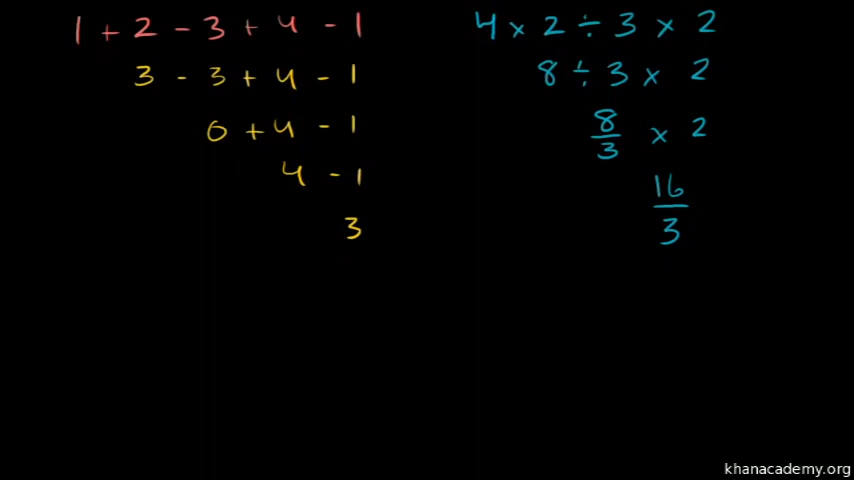 1 + 2 - 3 + 4 - 1
3 - 3 + 4 - 1
0 + 4 - 1
4 - 1
3
4 × 2 ÷ 3 × 2
8 ÷ 3 × 2
8/3 × 2
16/3
khanacademy.org